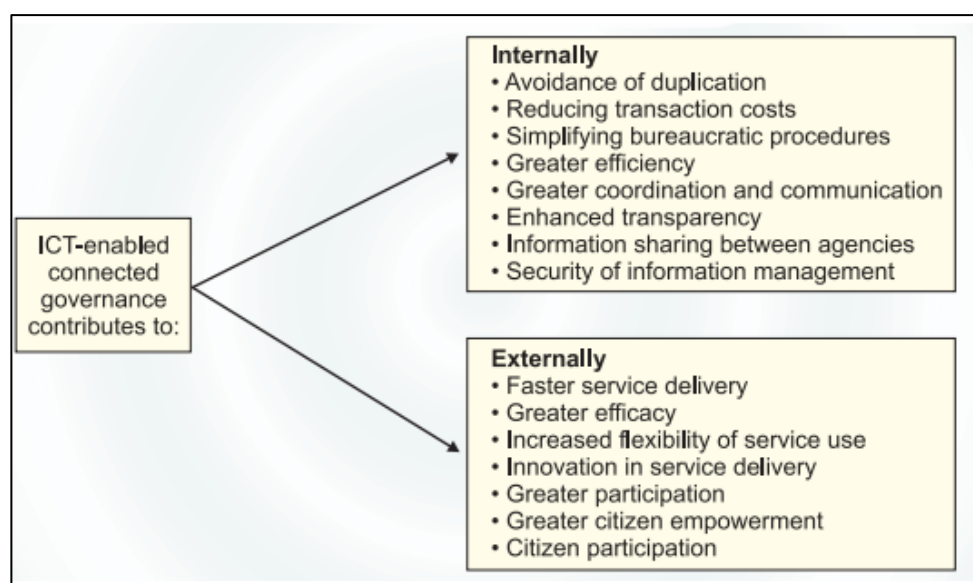 ICT-enabled
connected
governance
contributes to:
Internally
• Avoidance of duplication
• Reducing transaction costs
• Simplifying bureaucratic procedures
• Greater efficiency
• Greater coordination and communication
• Enhanced transparency
• Information sharing between agencies
• Security of information management
Externally
• Faster service delivery
• Greater efficacy
• Increased flexibility of service use
• Innovation in service delivery
• Greater participation
• Greater citizen empowerment
• Citizen participation